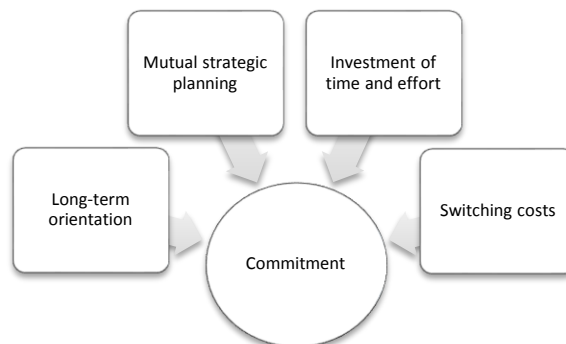 Mutual strategic
planning
Investment of
time and effort
Long-term
orientation
Switching costs
Commitment